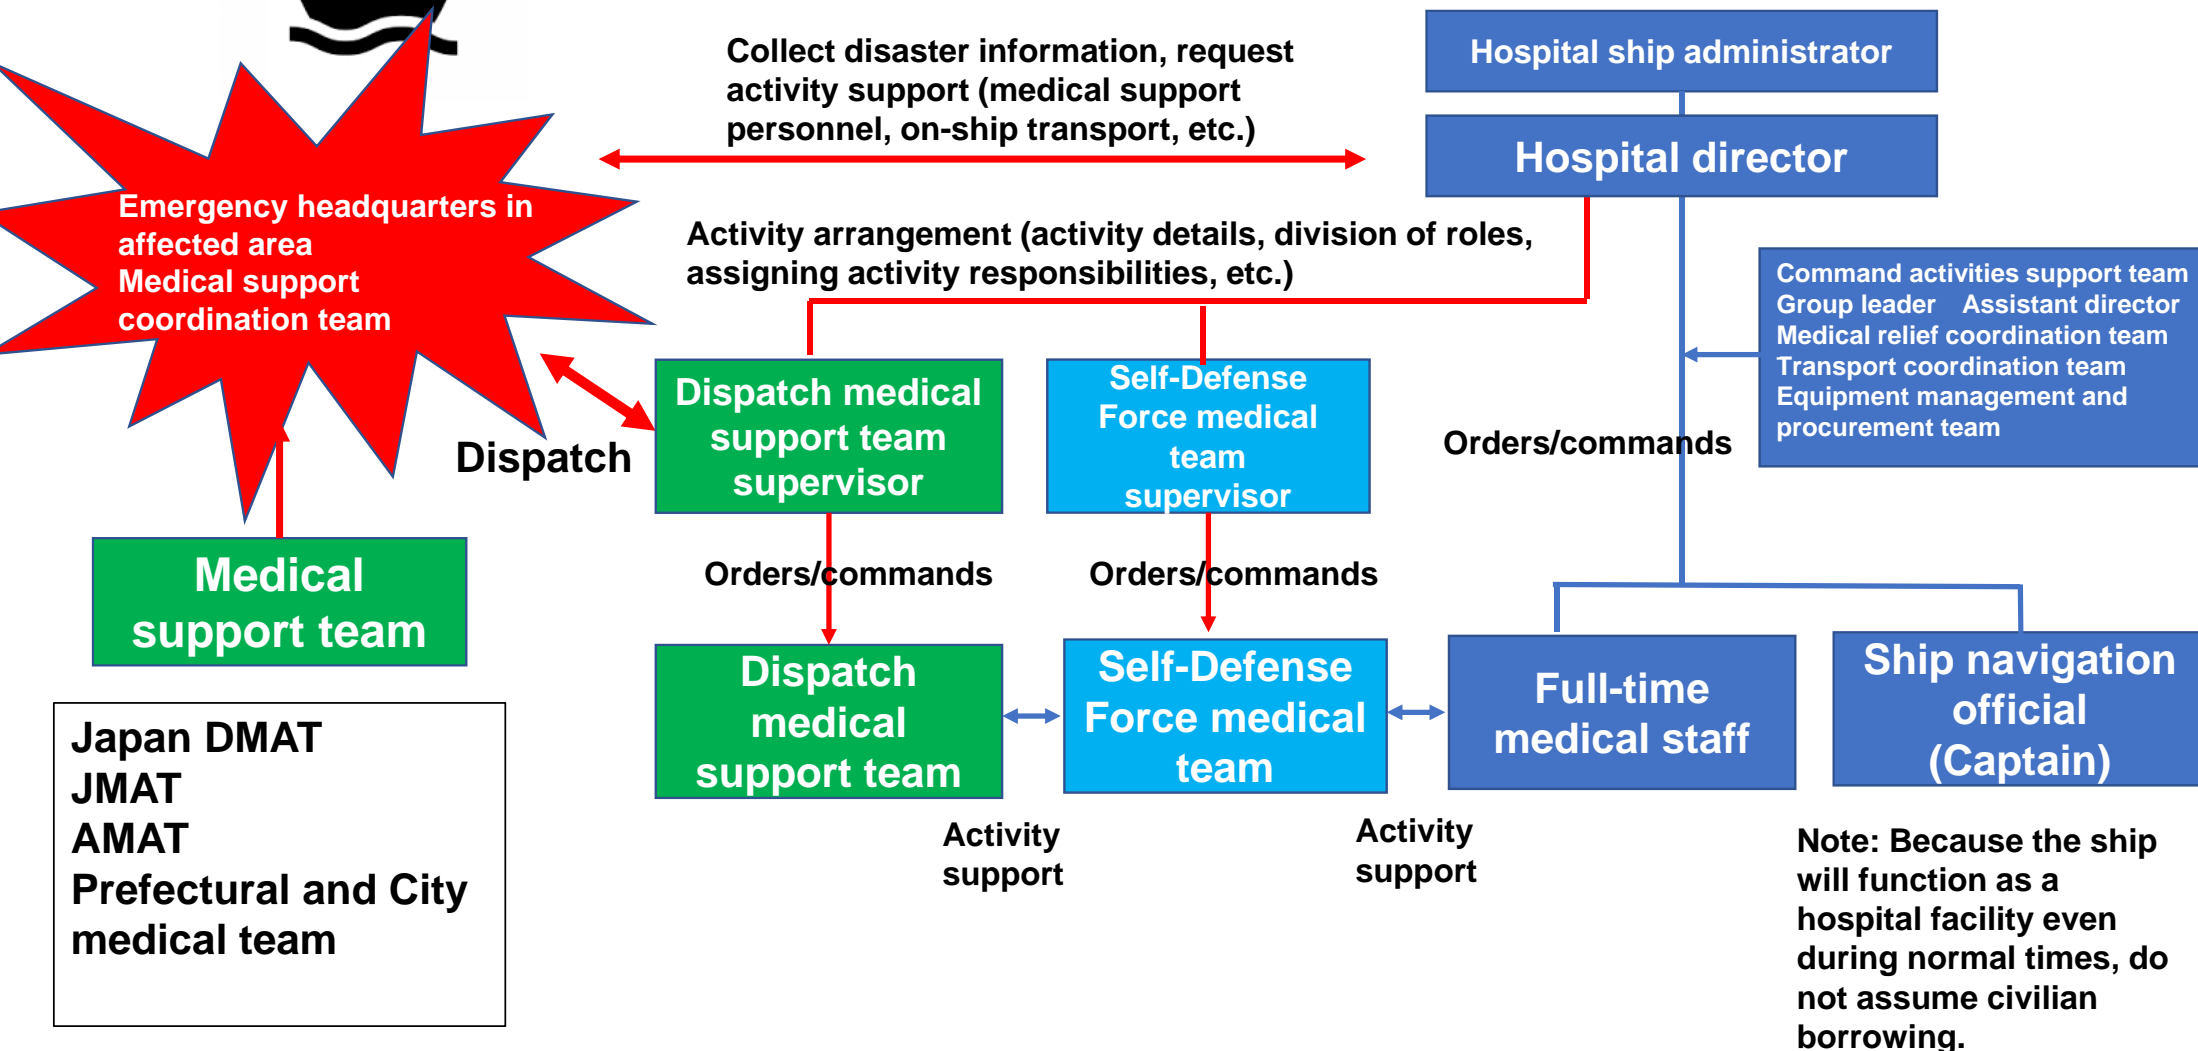 Hospital ship administrator
Collect disaster information, request
activity support (medical support
personnel, on-ship transport, etc.)
Hospital director
Emergency headquarters in
affected area
Medical support
coordination team
Activity arrangement (activity details, division of roles,
assigning activity responsibilities, etc.)
Command activities support team
Group leader Assistant director
Medical relief coordination team
Transport coordination team
Equipment management and
procurement team
Dispatch
Dispatch medical
support team
supervisor
Self-Defense
Force medical
team
supervisor
Orders/commands
Orders/commands
Orders/commands
Medical
support team
Dispatch
medical
support team
Self-Defense
Force medical
team
Full-time
medical staff
Ship navigation
official
(Captain)
Japan DMAT
JMAT
AMAT
Prefectural and City
medical team
Activity
support
Activity
support
Note: Because the ship
will function as a
hospital facility even
during normal times, do
not assume civilian
borrowing.